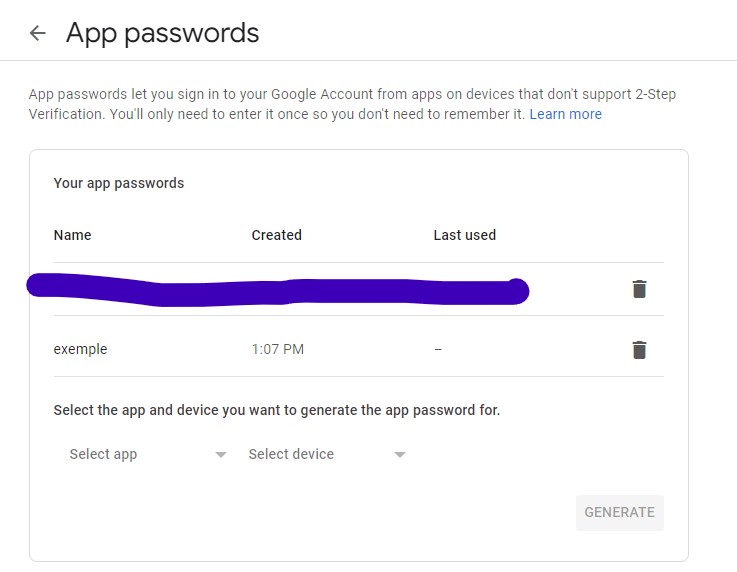 App passwords
App passwords let you sign in to your Google Account from apps on devices that don't support 2-Step
Verification. You'll only need to enter it once so you don't need to remember it. Learn more
Your app passwords
Name Created Last used
exemple 1:07 PM –
Select the app and device you want to generate the app password for.
Select app Select device
GENERATE